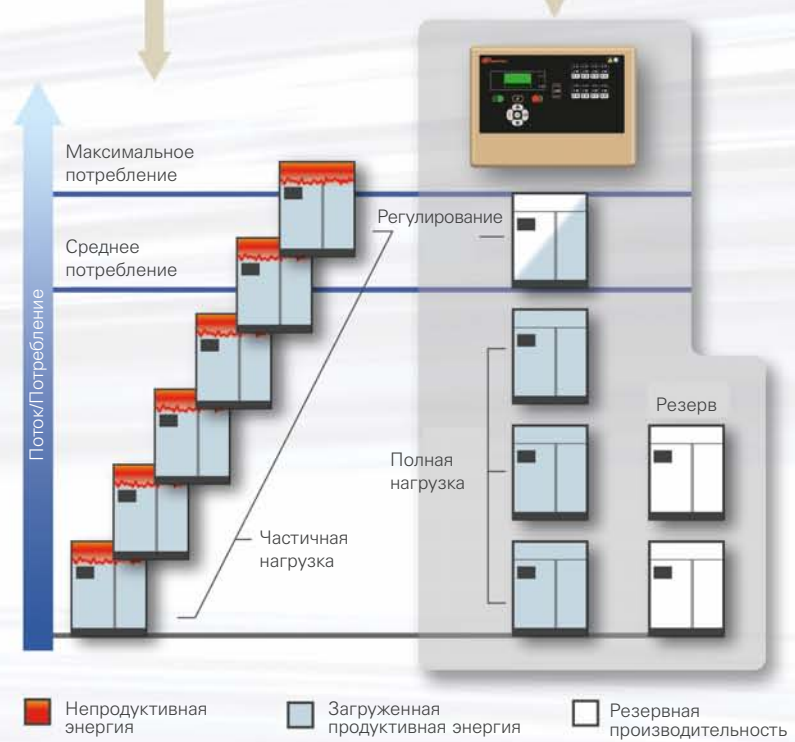 Максимальное
потребление
Среднее
потребление
Поток/Потребление
Частичная
нагрузка
Регулирование
Полная
нагрузка
Резерв
Непродуктивная
энергия
Загруженная
продуктивная энергия
Резервная
производительность